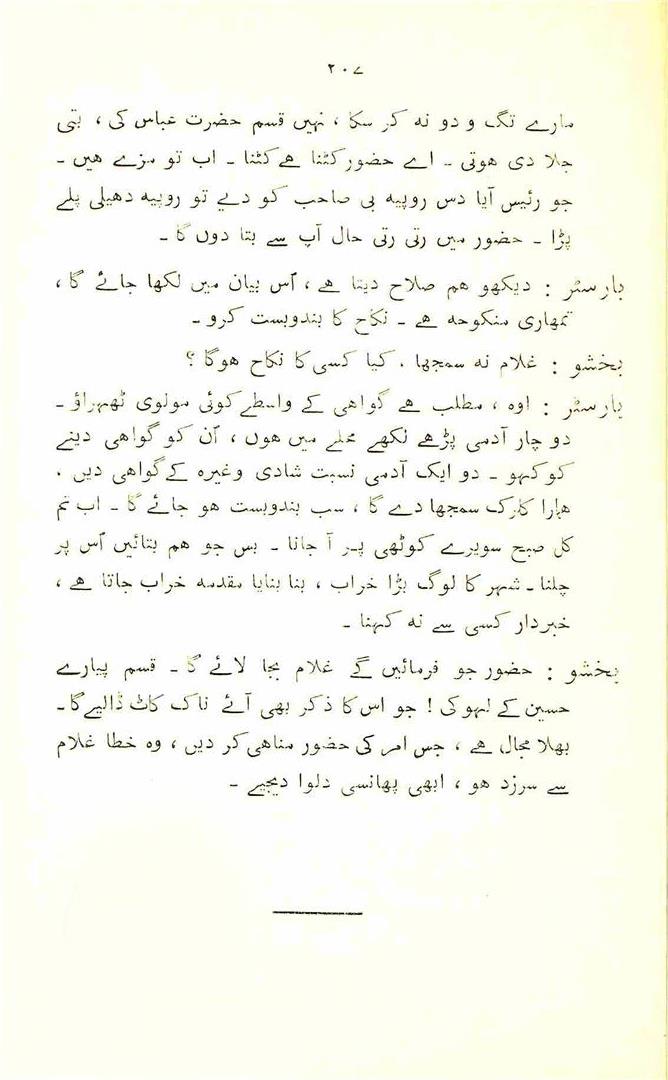 ۲۰۷
مارے تگ و دو نہ کر سکا ، نہیں قسم حضرت عباس کی ، بتی
جلا دی ہوتی - اے حضور کٹنا ہے کٹنا - اب تو مزے ہیں -
جو رئیس آیا دس روپیہ بی صاحب کو دیے تو روپیہ دھیلی پلے
پڑا - حضور میں رتی رتی حال آپ سے بتا دوں گا -
بارسٹر : دیکھو ہم صلاح دیتا ہے ، اُس بیان میں لکھا جائے گا ،
تمھاری منکوحہ ہے - نکاح کا بندوبست کرو -
بخشو : غلام نہ سمجھا ، کیا کسی کا نکاح ہوگا ؟
بارسٹر : اوہ ، مطلب ہے گواہی کے واسطے کوئی مولوی ٹھہراؤ -
دو چار آدمی پڑھے لکھے محلے میں ہوں ، اُن کو گواہی دینے
کو کہو - دو ایک آدمی نسبت شادی وغیرہ کے گواہی دیں ،
ہمارا کلرک سمجھا دے گا ، سب بندوبست ہو جائے گا - اب تم
کل صبح سویرے کوٹھی پر آ جانا - بس جو ہم بتائیں اُس پر
چلنا - شہر کا لوگ بڑا خراب ، بنا بنایا مقدمہ خراب جاتا ہے ،
خبردار کسی سے نہ کہنا -
بخشو : حضور جو فرمائیں گے غلام بجا لائے گا - قسم پیارے
حسین کے لہو کی ! جو اس کا ذکر بھی آئے ناک کاٹ ڈالیے گا -
بھلا مجال ہے ، جس امر کی حضور مناہی کر دیں ، وہ خطا غلام
سے سرزد ہو ، ابھی پھانسی دلوا دیجیے -